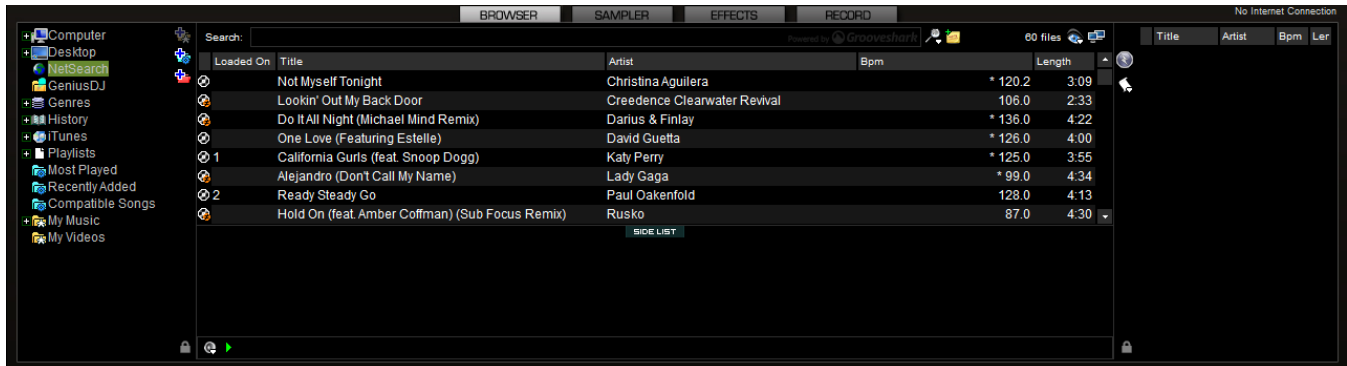 BROWSER SAMPLER EFFECTS RECORD
No Internet Connection
Computer
Desktop
NetSearch
GeniusDJ
Genres
History
iTunes
Playlists
Most Played
Recently Added
Compatible Songs
My Music
My Videos
Search: Powered by Grooveshark 60 files
Loaded On Title Artist Bpm Length
Not Myself Tonight Christina Aguilera * 120.2 3:09
Lookin' Out My Back Door Creedence Clearwater Revival 106.0 2:33
Do It All Night (Michael Mind Remix) Darius & Finlay * 136.0 4:22
One Love (Featuring Estelle) David Guetta * 126.0 4:00
1 California Gurls (feat. Snoop Dogg) Katy Perry * 125.0 3:55
Alejandro (Don't Call My Name) Lady Gaga * 99.0 4:34
2 Ready Steady Go Paul Oakenfold 128.0 4:13
Hold On (feat. Amber Coffman) (Sub Focus Remix) Rusko 87.0 4:30
SIDE LIST
Title Artist Bpm Ler